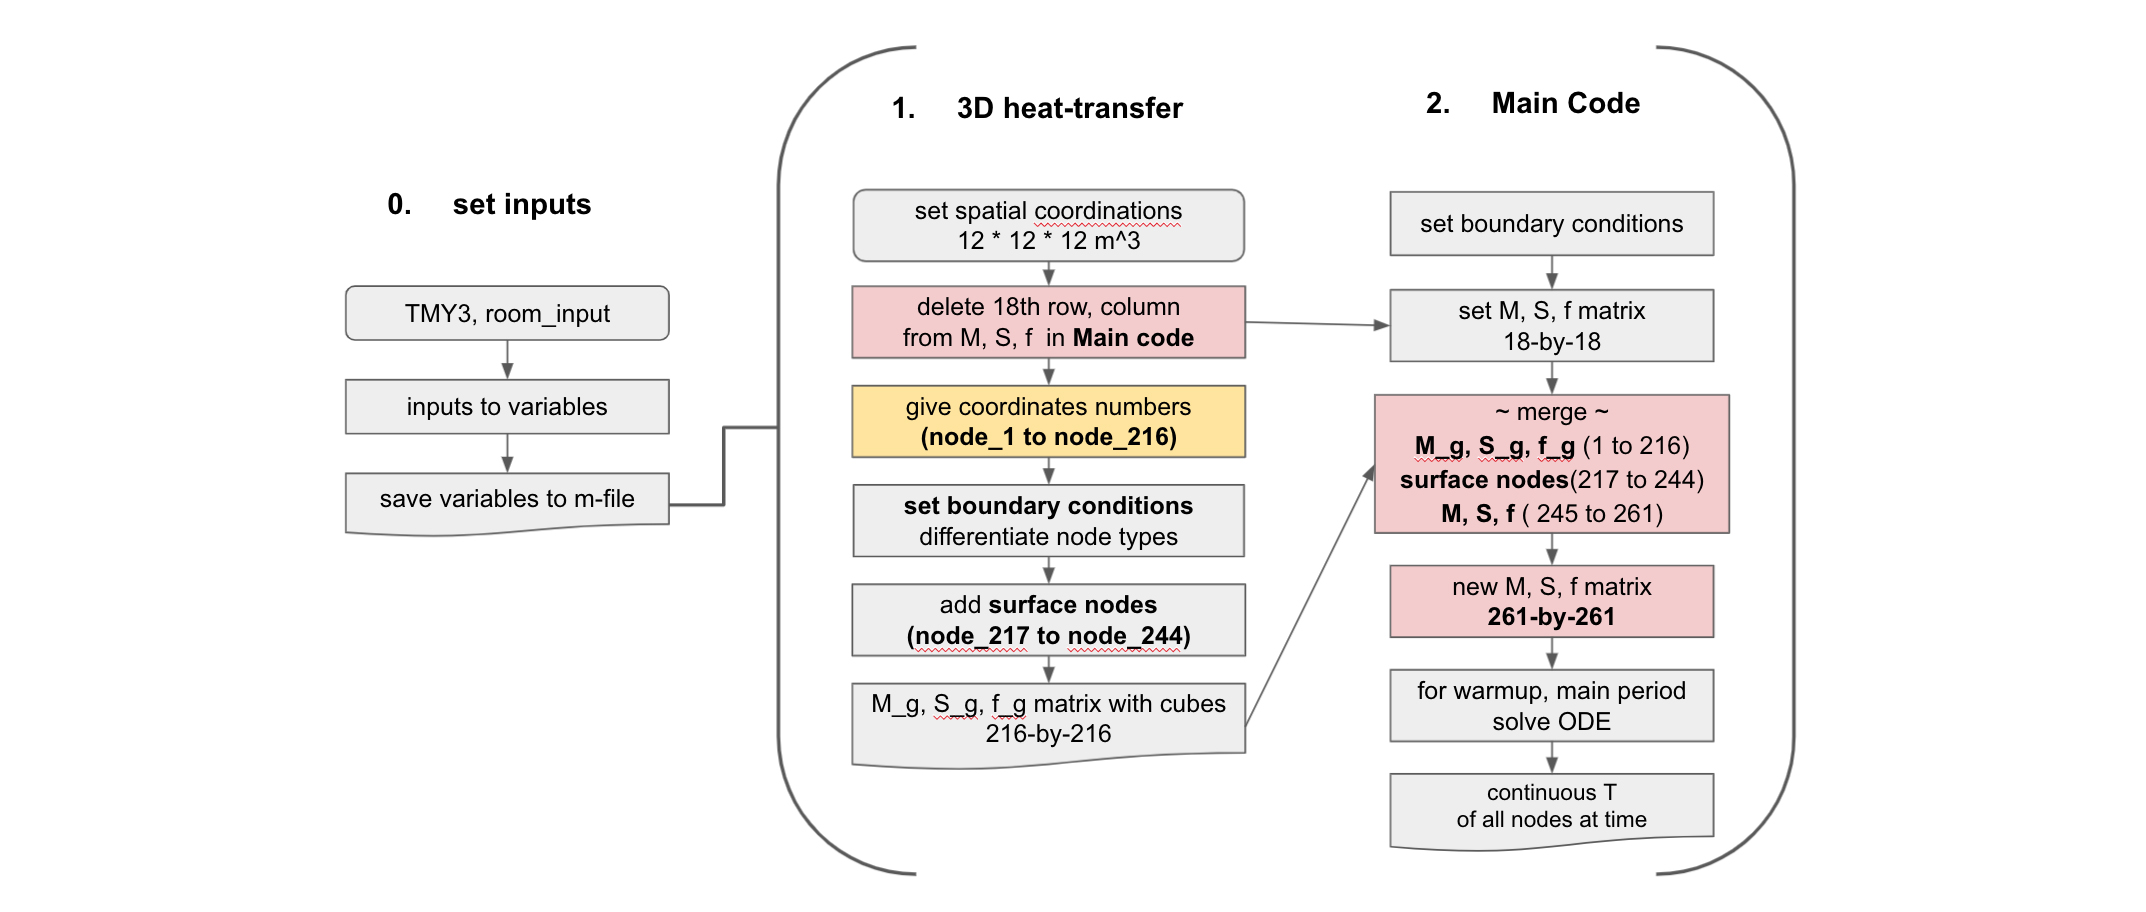 0. set inputs
TMY3, room_input
inputs to variables
save variables to m-file
1. 3D heat-transfer
set spatial coordinations
12 * 12 * 12 m^3
delete 18th row, column
from M, S, f in Main code
give coordinates numbers
(node_1 to node_216)
set boundary conditions
differentiate node types
add surface nodes
(node_217 to node_244)
M_g, S_g, f_g matrix with cubes
216-by-216
2. Main Code
set boundary conditions
set M, S, f matrix
18-by-18
~ merge ~
M_g, S_g, f_g (1 to 216)
surface nodes(217 to 244)
M, S, f ( 245 to 261)
new M, S, f matrix
261-by-261
for warmup, main period
solve ODE
continuous T
of all nodes at time